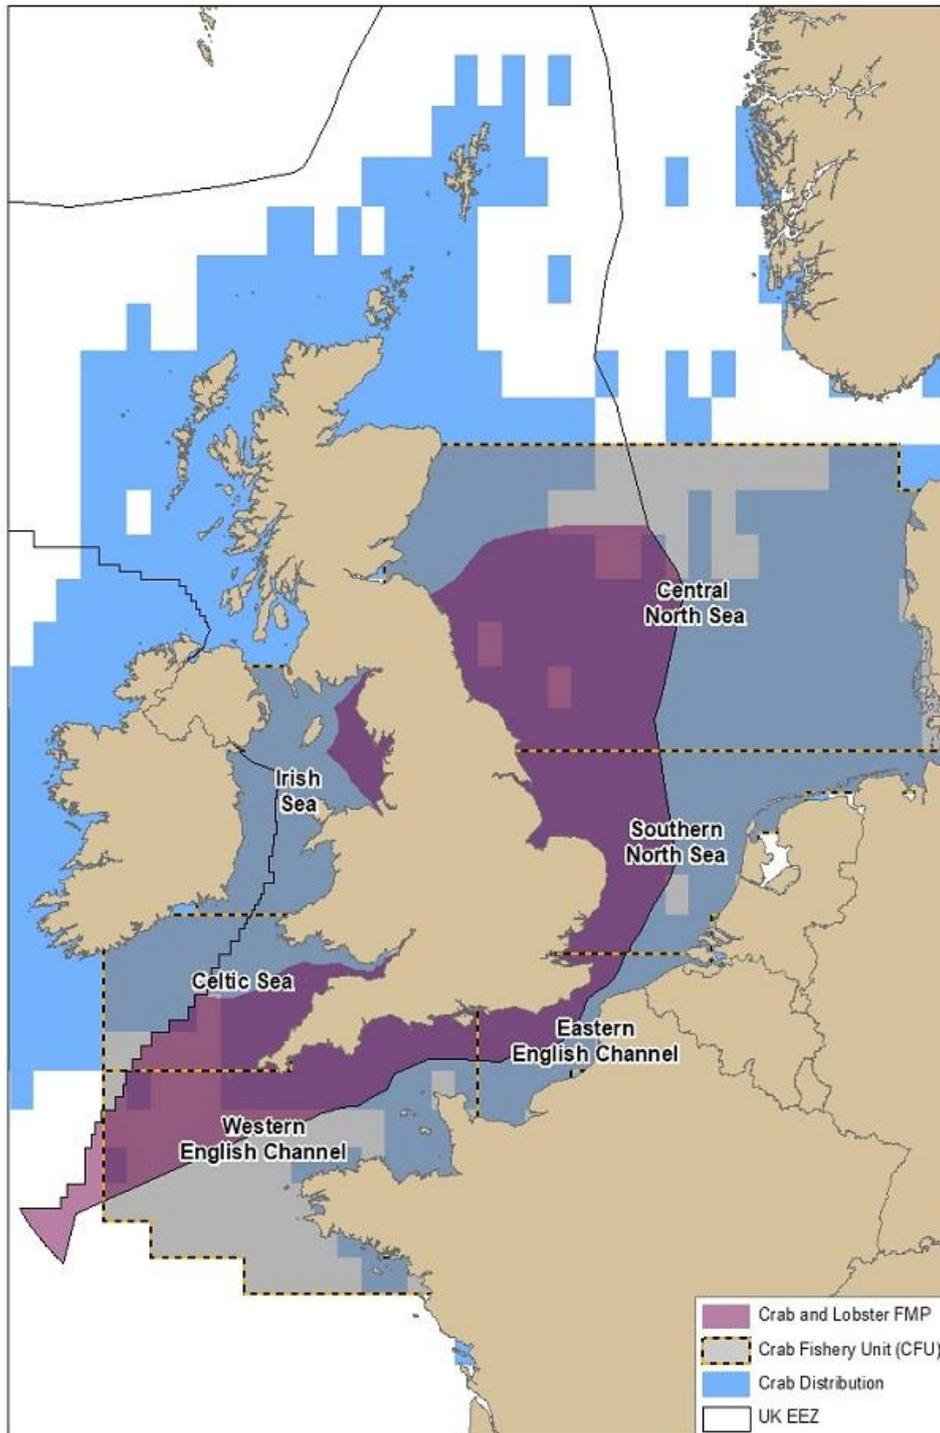 Central
North Sea
Irish
Sea
Southern
North Sea
Celtic Sea
Eastern
English Channel
Western
English Channel
Crab and Lobster FMP
Crab Fishery Unit (CFU)
Crab Distribution
UK EEZ